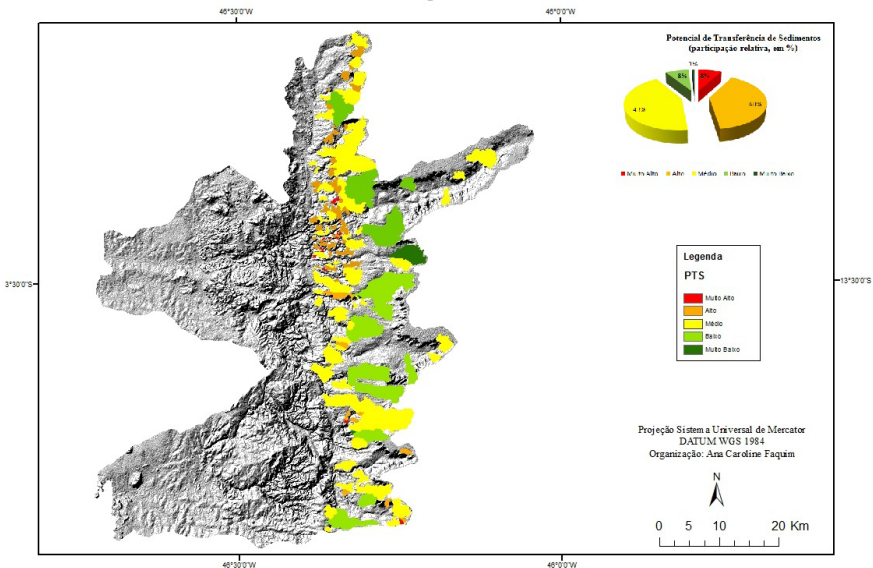 46°30'0"W
46°0'0"W
Potencial de Transferência de Sedimentos
(participação relativa, em %)
1%
8%
Muito Alto Alto Médio Baixo Muito Baixo
3°30'0"S
13°30'0"S
Legenda
PTS
Muito Alto
Alto
Médio
Baixo
Muito Baixo
Projeção Sistema Universal de Mercator
DATUM WGS 1984
Organização: Ana Caroline Faquim
N
0 5 10 20 Km
46°30'0"W
46°0'0"W